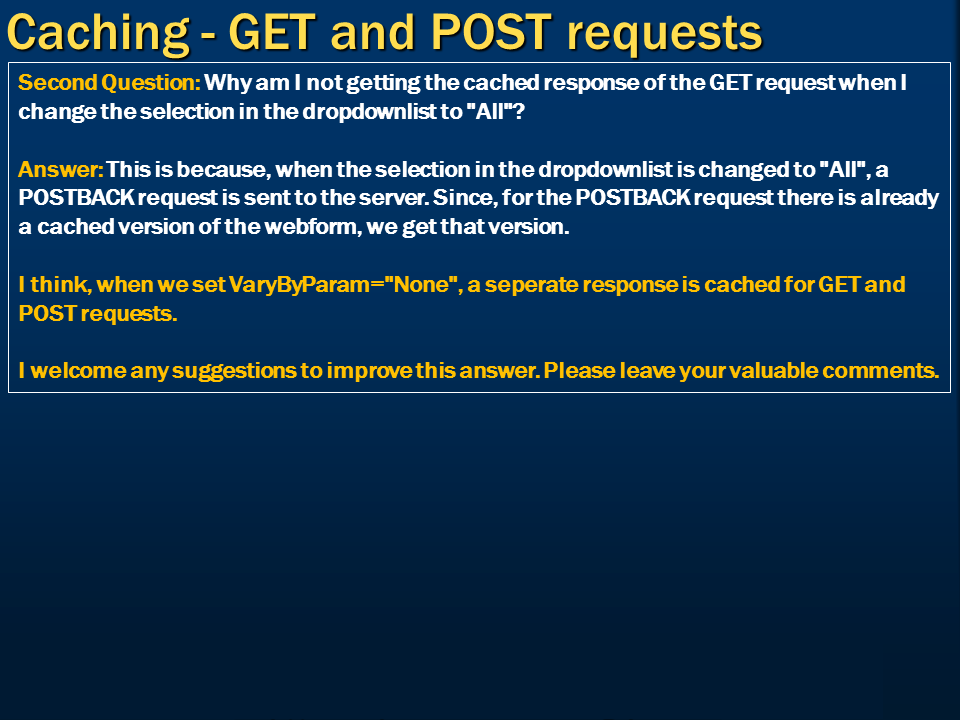 Caching - GET and POST requests
Second Question: Why am I not getting the cached response of the GET request when I
change the selection in the dropdownlist to "All"?
Answer: This is because, when the selection in the dropdownlist is changed to "All", a
POSTBACK request is sent to the server. Since, for the POSTBACK request there is already
a cached version of the webform, we get that version.
I think, when we set VaryByParam="None", a seperate response is cached for GET and
POST requests.
I welcome any suggestions to improve this answer. Please leave your valuable comments.